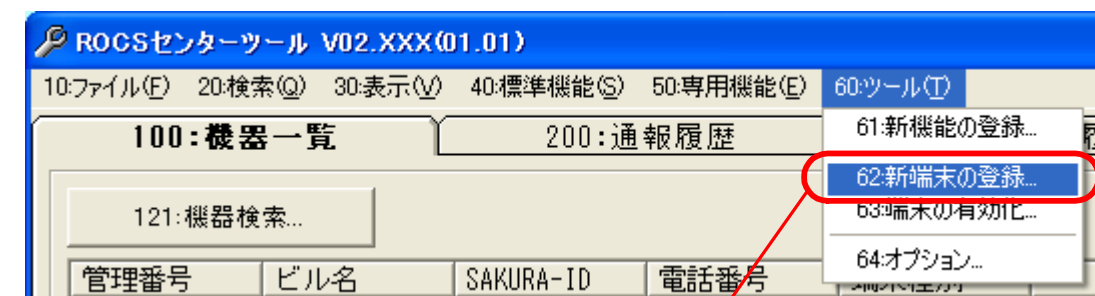 ROCSセンターツール V02.XXX(01.01)
10:ファイル(F) 20:検索(Q) 30:表示(V) 40:標準機能(S) 50:専用機能(E) 60:ツール(T)
100:機器一覧 200:通報履歴
61:新機能の登録...
62:新端末の登録...
63:端末の有効化...
64:オプション...
121:機器検索...
管理番号 ビル名 SAKURA-ID 電話番号 端末種別